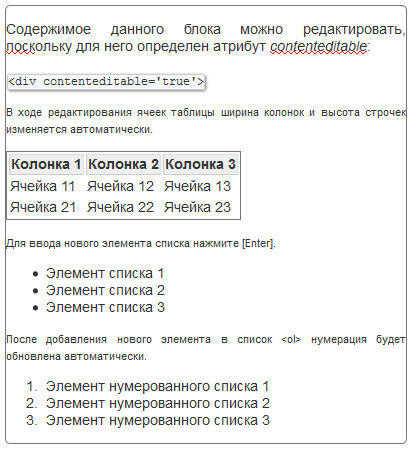 Содержимое данного блока можно редактировать,
поскольку для него определен атрибут contenteditable:
<div contenteditable='true'>
В ходе редактирования ячеек таблицы ширина колонок и высота строчек
изменяется автоматически.
Колонка 1 Колонка 2 Колонка 3
Ячейка 11 Ячейка 12 Ячейка 13
Ячейка 21 Ячейка 22 Ячейка 23
Для ввода нового элемента списка нажмите [Enter].
• Элемент списка 1
• Элемент списка 2
• Элемент списка 3
После добавления нового элемента в список <ol> нумерация будет
обновлена автоматически.
1. Элемент нумерованного списка 1
2. Элемент нумерованного списка 2
3. Элемент нумерованного списка 3